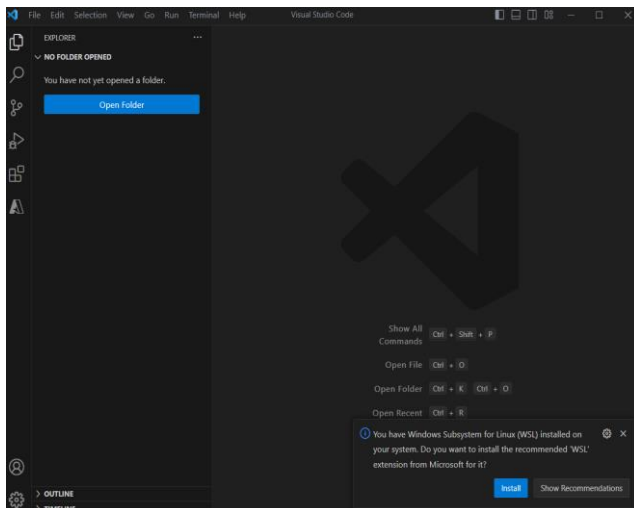 File Edit Selection View Go Run Terminal Help Visual Studio Code
EXPLORER
NO FOLDER OPENED
You have not yet opened a folder.
Open Folder
Show All
Commands
Ctrl + Shift + P
Open File Ctrl + O
Open Folder Ctrl + K Ctrl + O
Open Recent Ctrl + R
You have Windows Subsystem for Linux (WSL) installed on
your system. Do you want to install the recommended 'WSL'
extension from Microsoft for it?
Install Show Recommendations
OUTLINE
TIMELINE